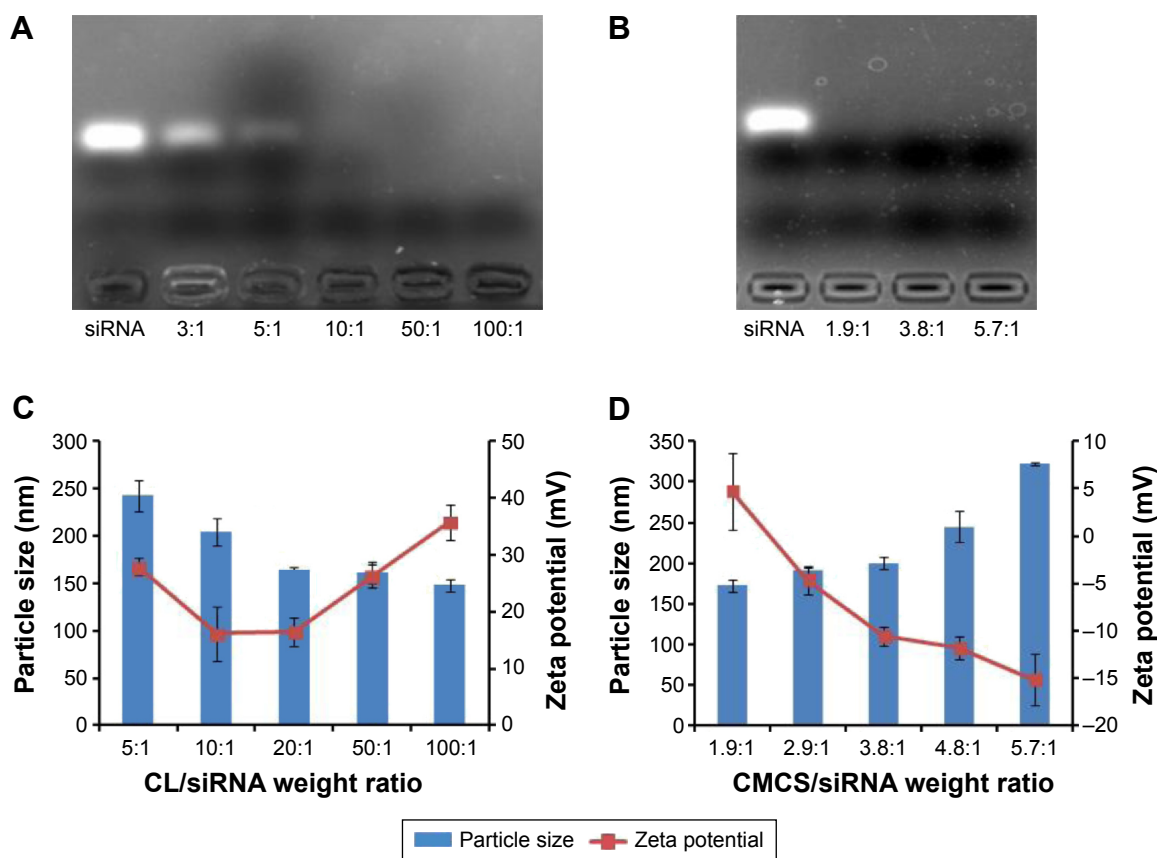 A
B
siRNA 3:1 5:1 10:1 50:1 100:1
siRNA 1.9:1 3.8:1 5.7:1
C
Particle size (nm)
300
250
200
150
100
50
0
50
40
30
20
10
0
Zeta potential (mV)
5:1 10:1 20:1 50:1 100:1
CL/siRNA weight ratio
D
Particle size (nm)
350
300
250
200
150
100
50
0
10
5
0
–5
–10
–15
–20
Zeta potential (mV)
1.9:1 2.9:1 3.8:1 4.8:1 5.7:1
CMCS/siRNA weight ratio
Particle size Zeta potential